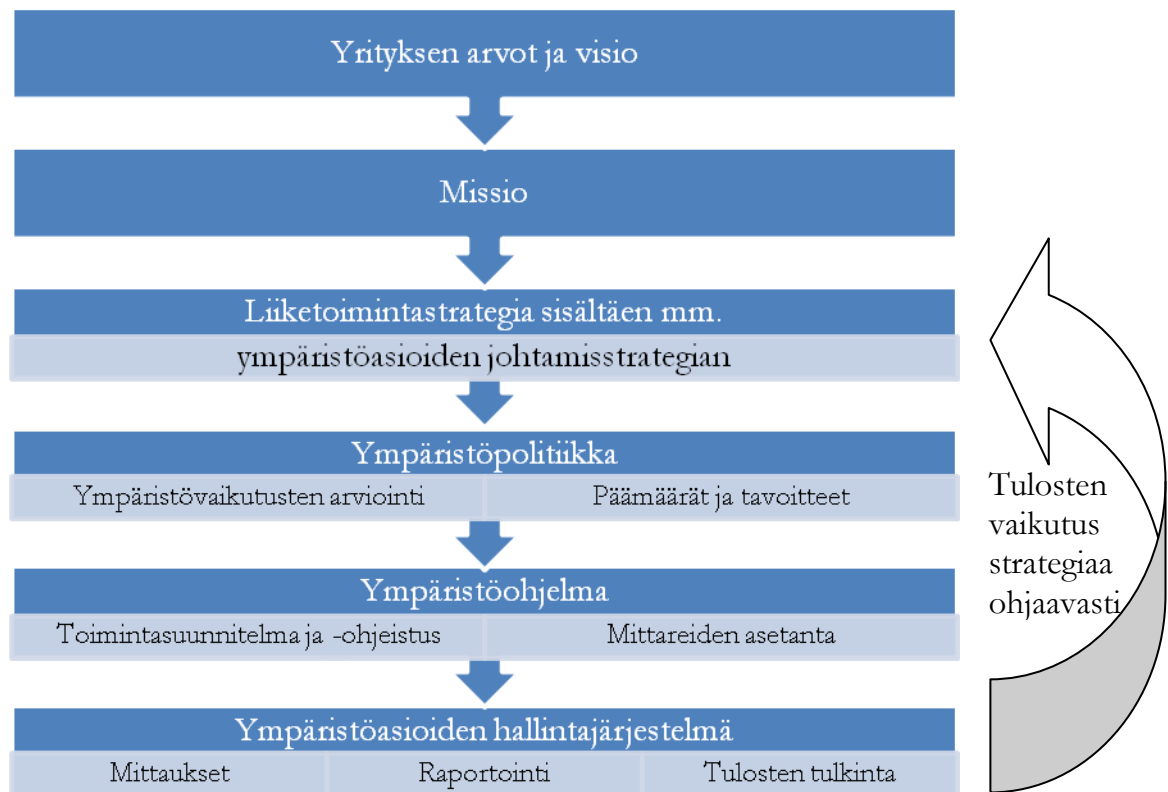 Yrityksen arvot ja visio
Missio
Liiketoimintastrategia sisältäen mm.
ympäristöasioiden johtamisstrategian
Ympäristöpolitiikka
Ympäristövaikutusten arviointi
Päämäärät ja tavoitteet
Ympäristöohjelma
Toimintasuunnitelma ja -ohjeistus
Mittareiden asetanta
Ympäristöasioiden hallintajärjestelmä
Mittaukset
Raportointi
Tulosten tulkinta
Tulosten
vaikutus
strategiaa
ohjaavasti